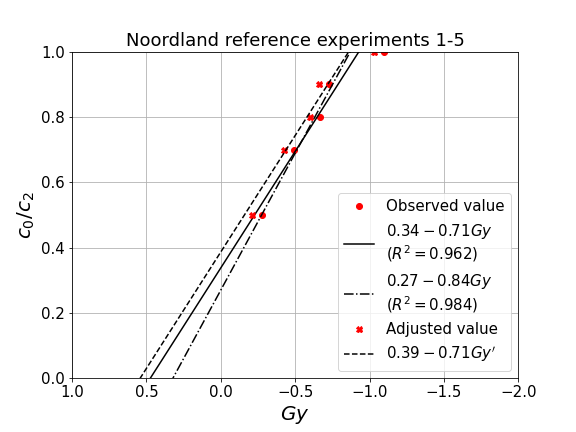 Noordland reference experiments 1-5
1.0
0.8
0.6
0.4
0.2
0.0
c₀/c₂
Observed value
0.34 − 0.71Gy
(R² = 0.962)
0.27 − 0.84Gy
(R² = 0.984)
Adjusted value
0.39 − 0.71Gy′
1.0 0.5 0.0 −0.5 −1.0 −1.5 −2.0
Gy